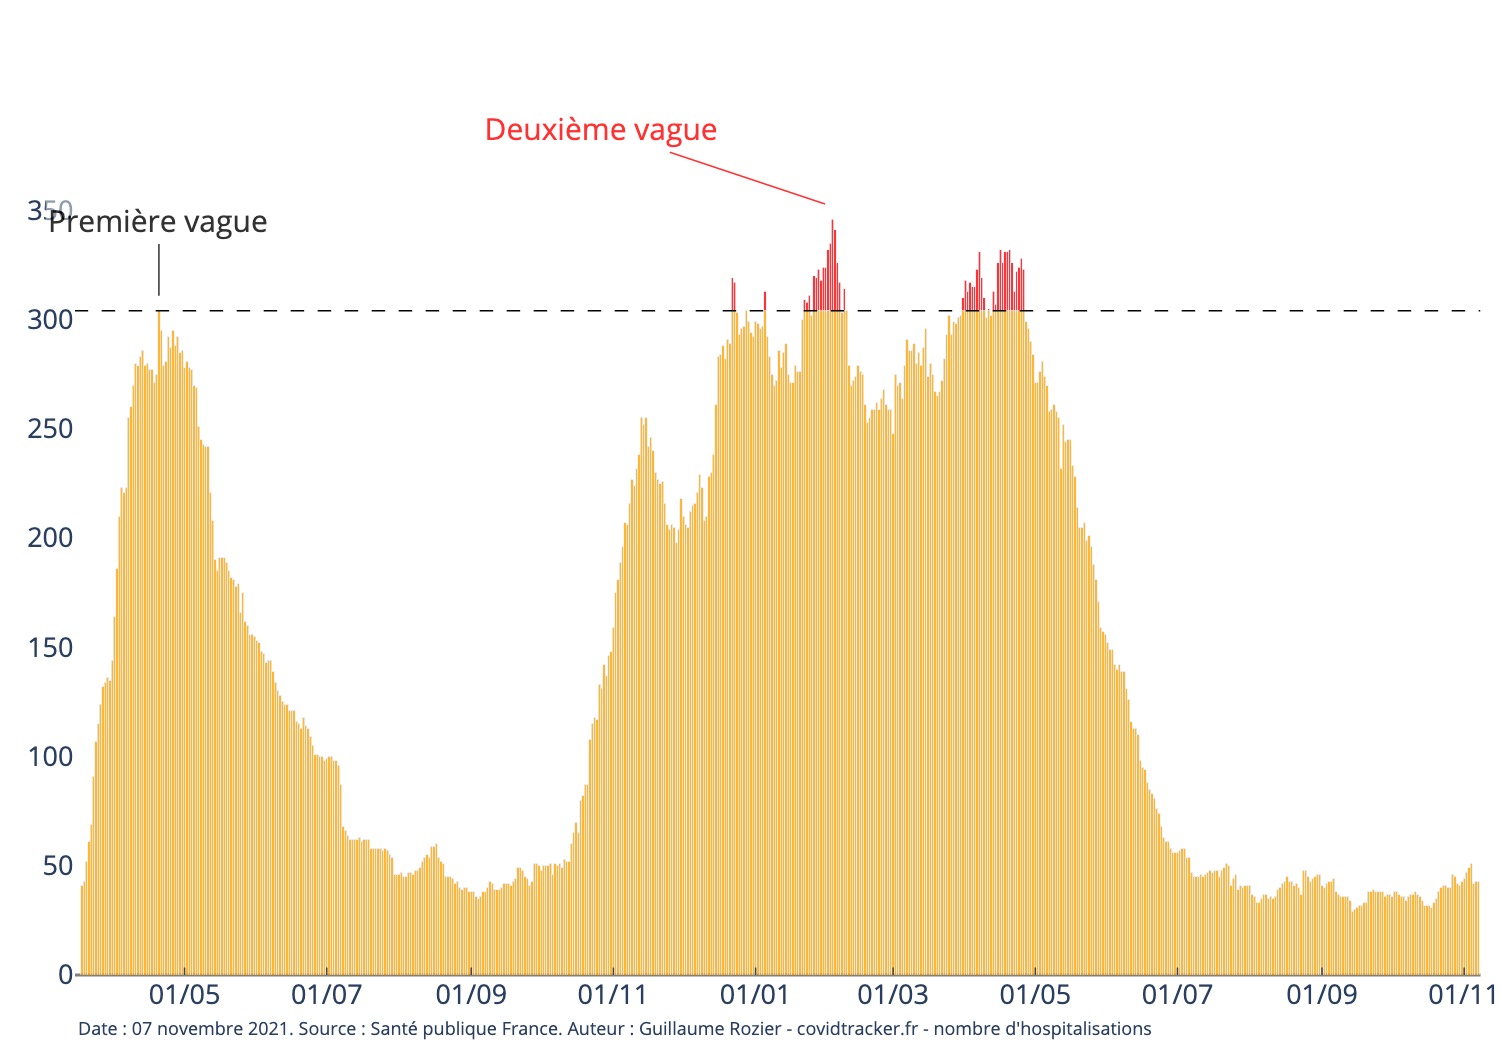 Deuxième vague
350
Première vague
300
250
200
150
100
50
0
01/05 01/07 01/09 01/11 01/01 01/03 01/05 01/07 01/09 01/11
Date : 07 novembre 2021. Source : Santé publique France. Auteur : Guillaume Rozier - covidtracker.fr - nombre d'hospitalisations